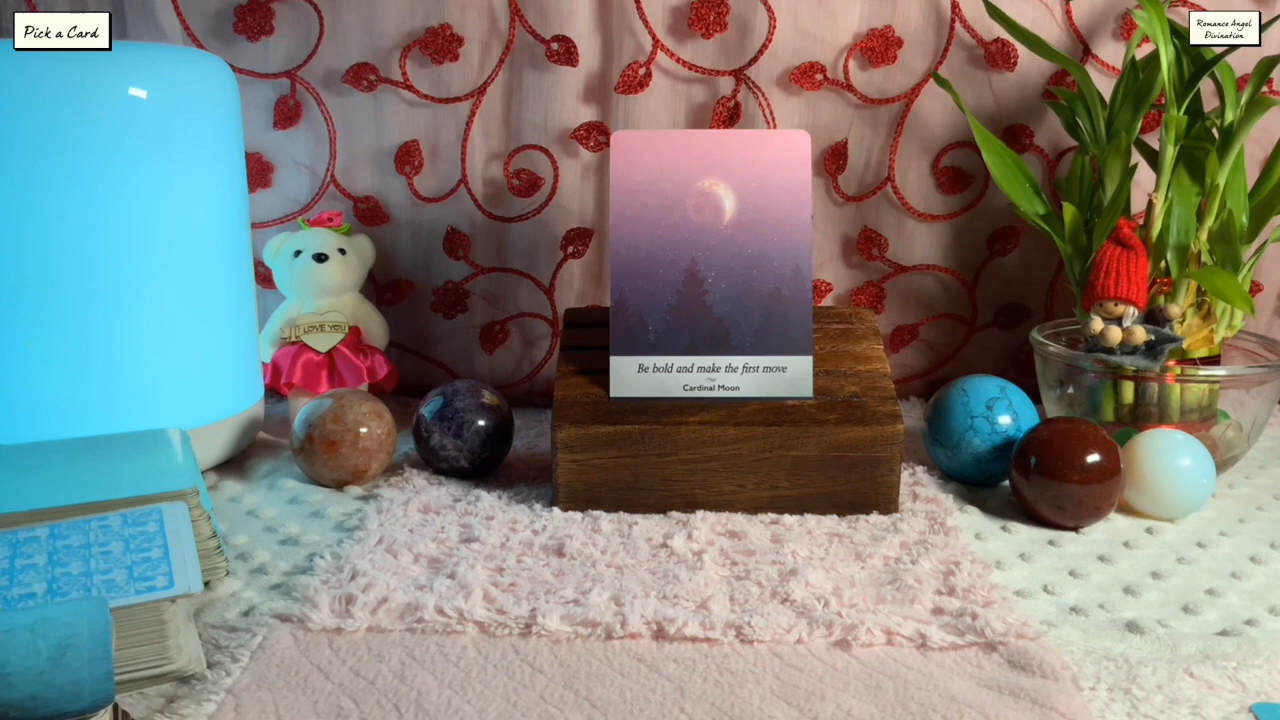 Pick a Card
Romance Angel
Divination
I LOVE YOU
Be bold and make the first move
Cardinal Moon